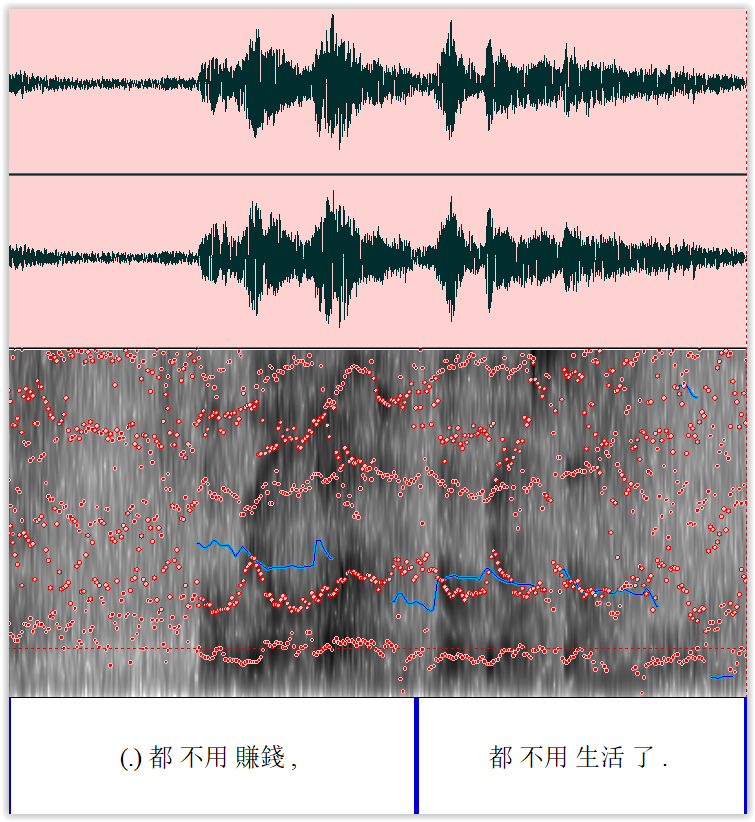 (.) 都 不用 賺錢 ,
都 不用 生活 了 .